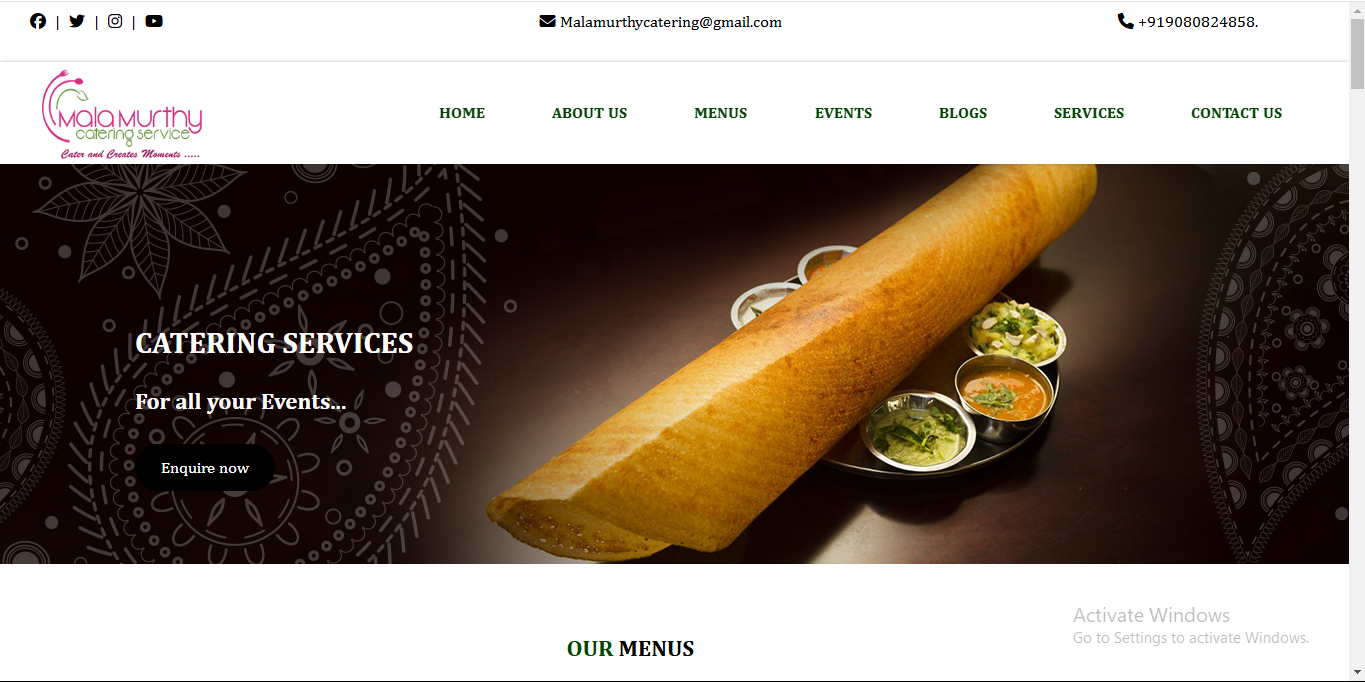 | | |
Malamurthycatering@gmail.com
+919080824858.
Mala Murthy
catering service
Cater and Creates Moments .....
HOME
ABOUT US
MENUS
EVENTS
BLOGS
SERVICES
CONTACT US
CATERING SERVICES
For all your Events...
Enquire now
OUR MENUS
Activate Windows
Go to Settings to activate Windows.